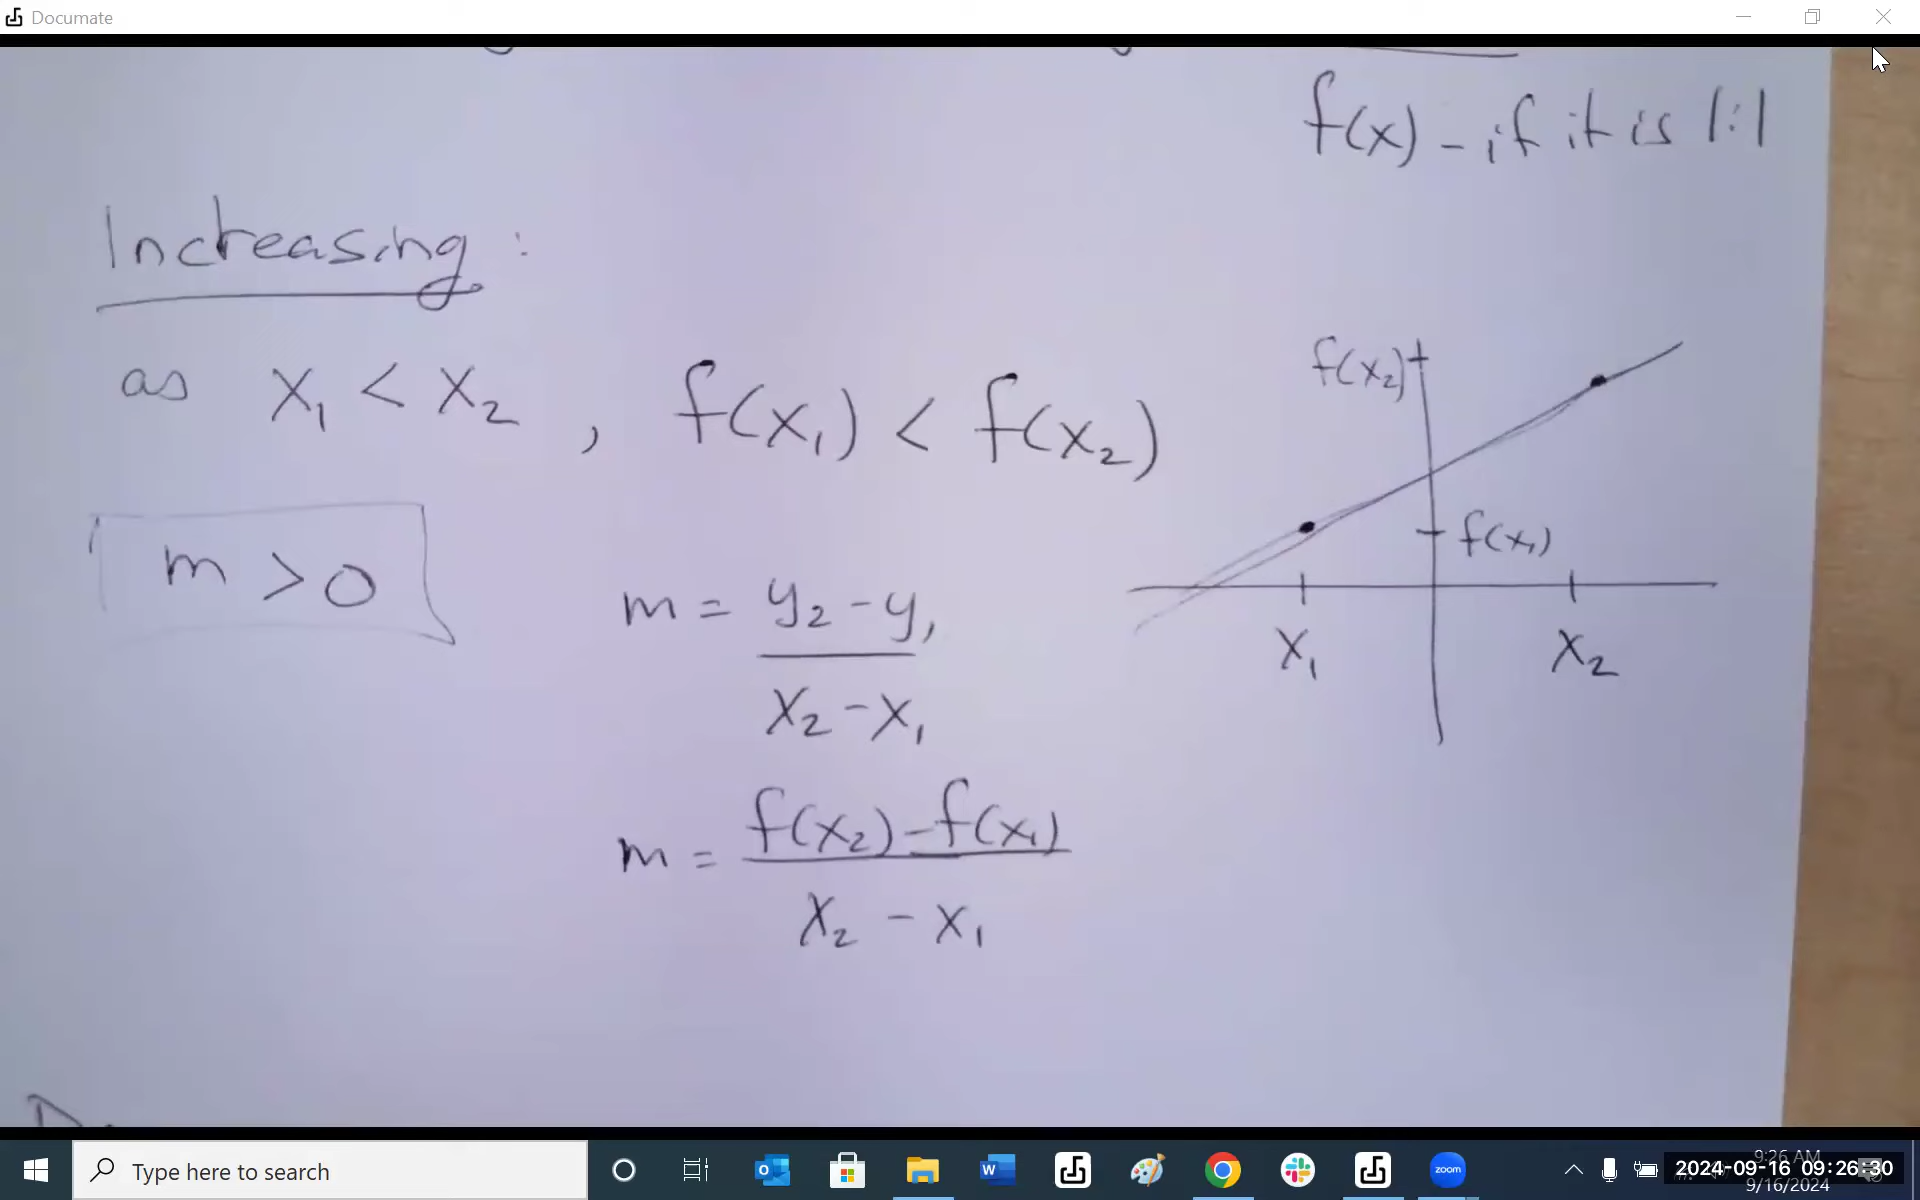 Documate
f(x) - if it is 1:1
Increasing :
as x₁ < x₂ , f(x₁) < f(x₂)
m > 0
f(x₂)
f(x₁)
x₁ x₂
m = y₂ - y₁
x₂ - x₁
m = f(x₂) - f(x₁)
x₂ - x₁
Type here to search
zoom
9:26 AM
2024-09-16 09:26:30
9/16/2024